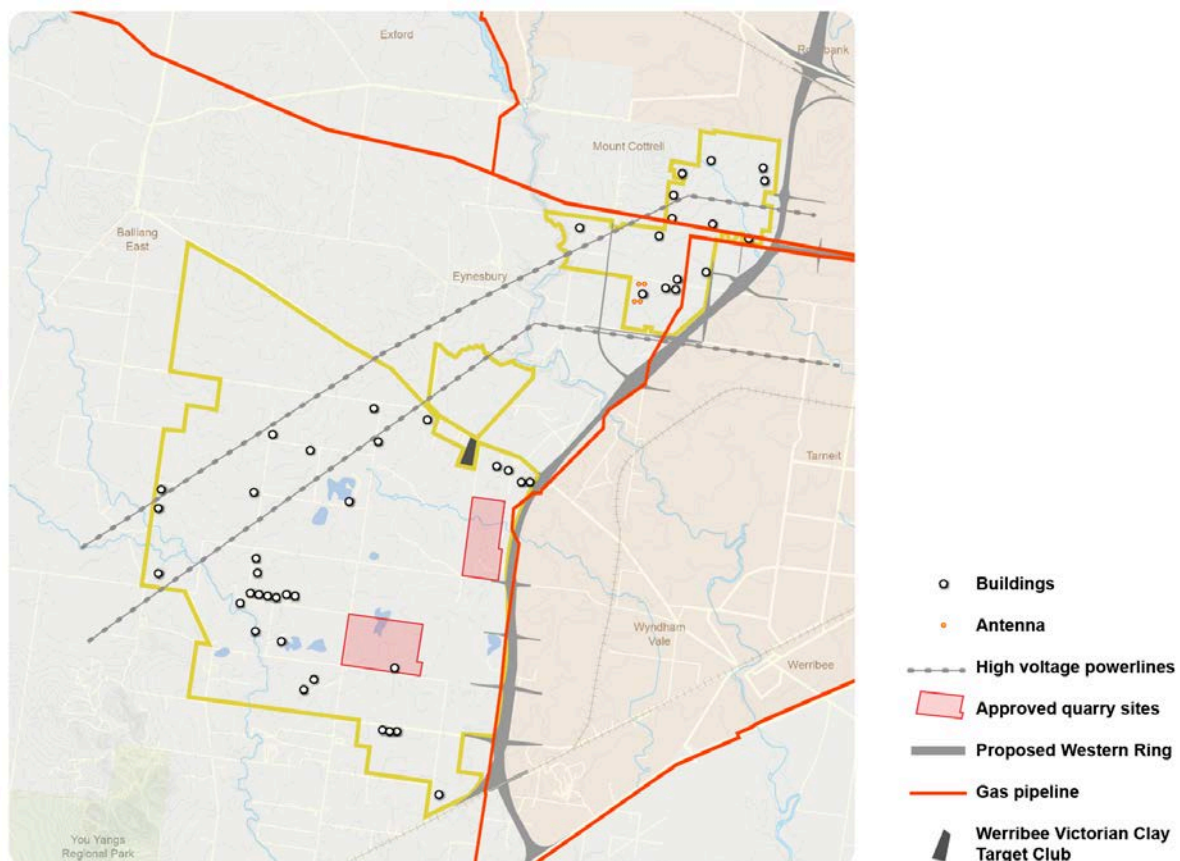 Exford
Rockbank
Mount Cottrell
Balliang
East
Eynesbury
Tarneit
Wyndham
Vale
Werribee
You Yangs
Regional Park
Buildings
Antenna
High voltage powerlines
Approved quarry sites
Proposed Western Ring
Gas pipeline
Werribee Victorian Clay
Target Club